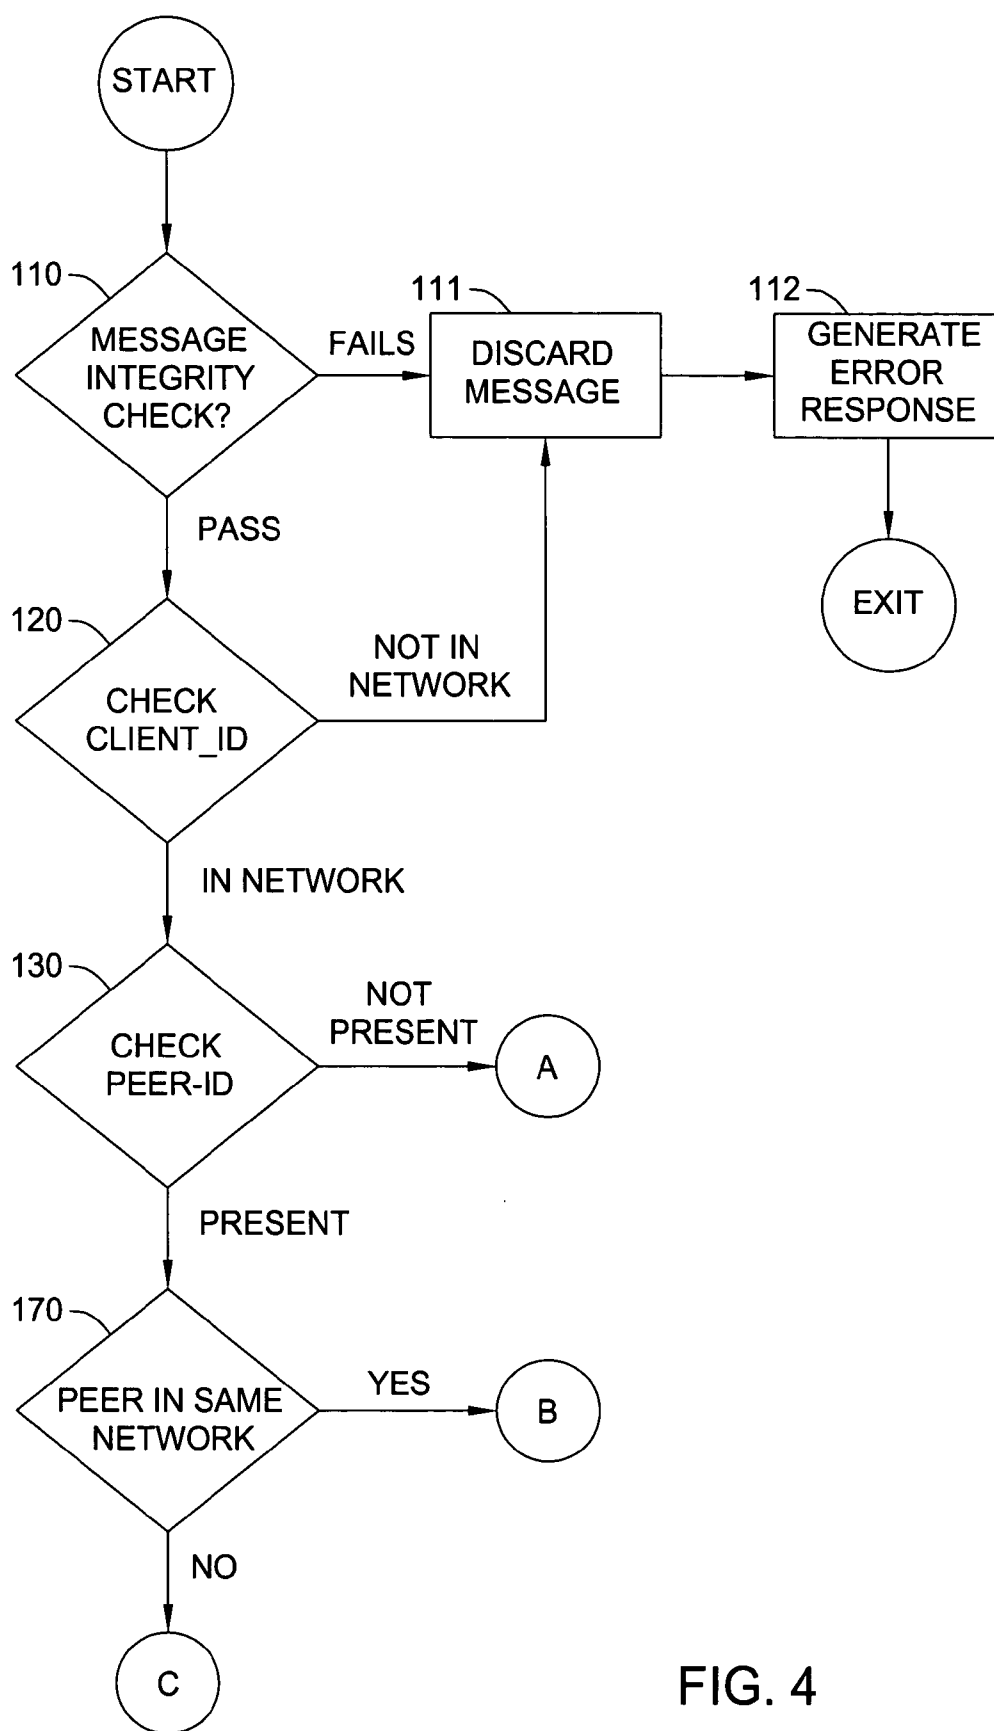 START
110
MESSAGE
INTEGRITY
CHECK?
FAILS
111
DISCARD
MESSAGE
112
GENERATE
ERROR
RESPONSE
PASS
EXIT
120
CHECK
CLIENT_ID
NOT IN
NETWORK
IN NETWORK
130
CHECK
PEER-ID
NOT
PRESENT
A
PRESENT
170
PEER IN SAME
NETWORK
YES
B
NO
C
FIG. 4